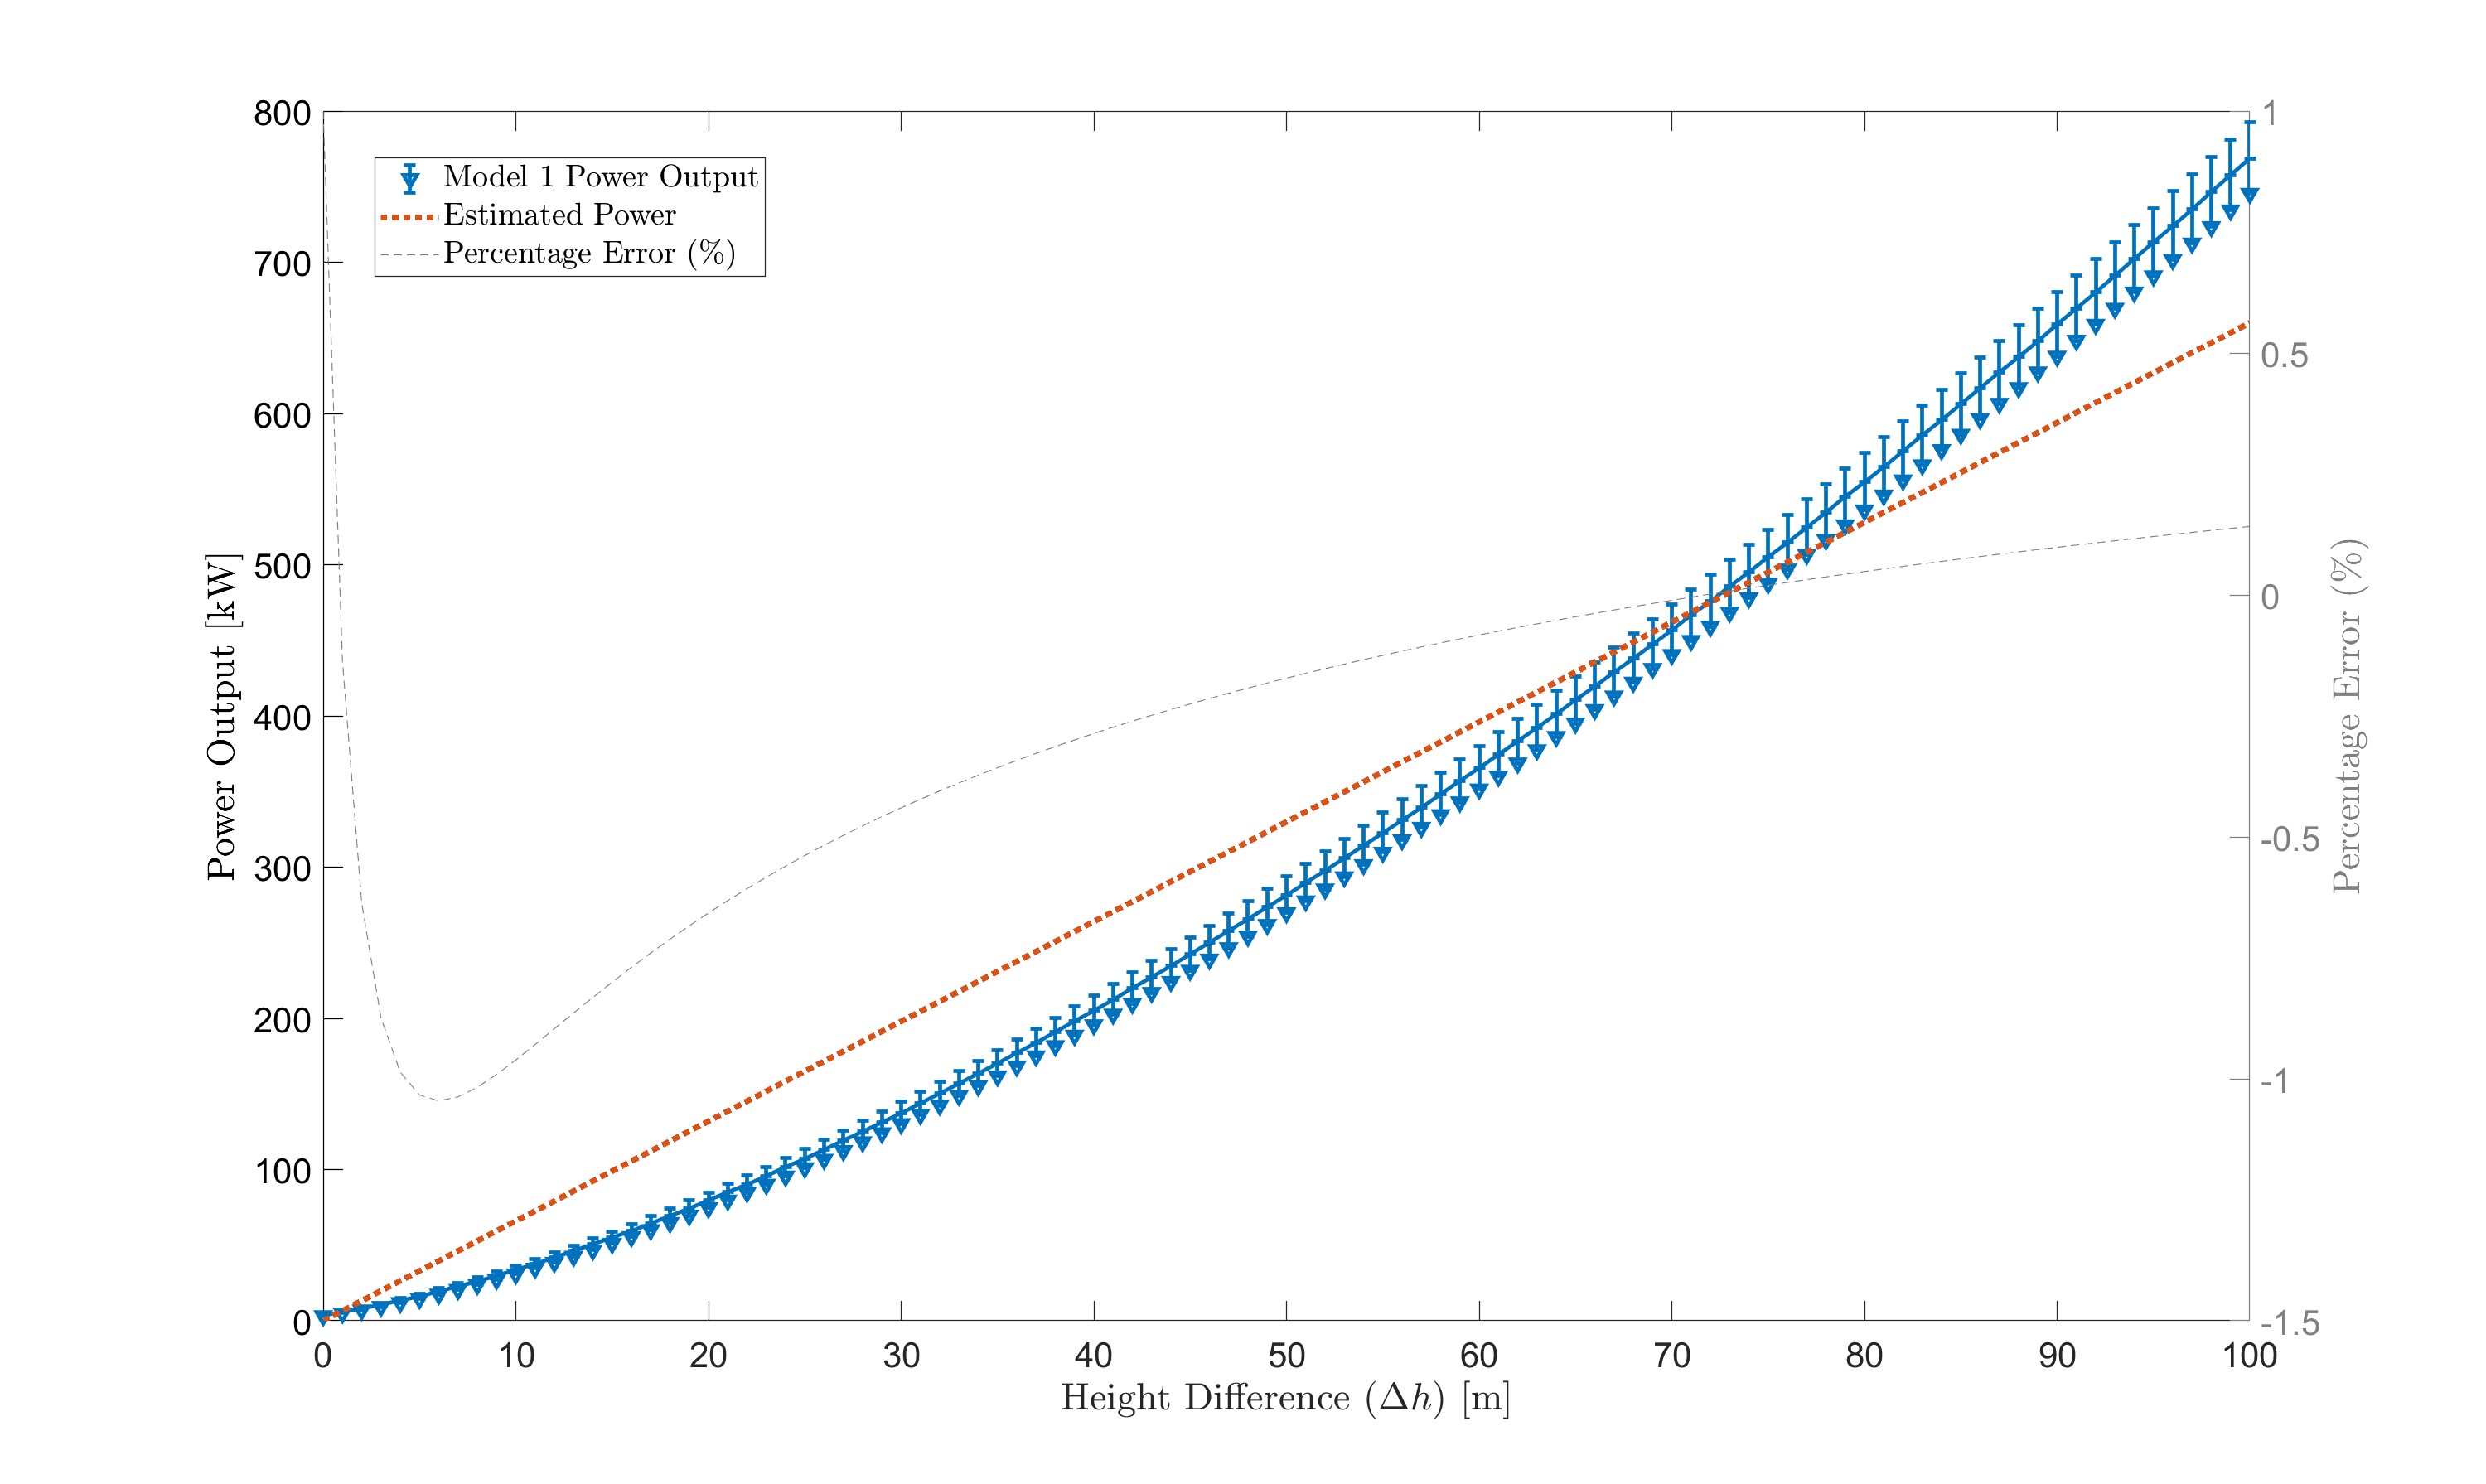 800
700
600
500
400
300
200
100
0
Power Output [kW]
Model 1 Power Output
Estimated Power
Percentage Error (%)
1
0.5
0
-0.5
-1
-1.5
Percentage Error (%)
0 10 20 30 40 50 60 70 80 90 100
Height Difference (Δh) [m]